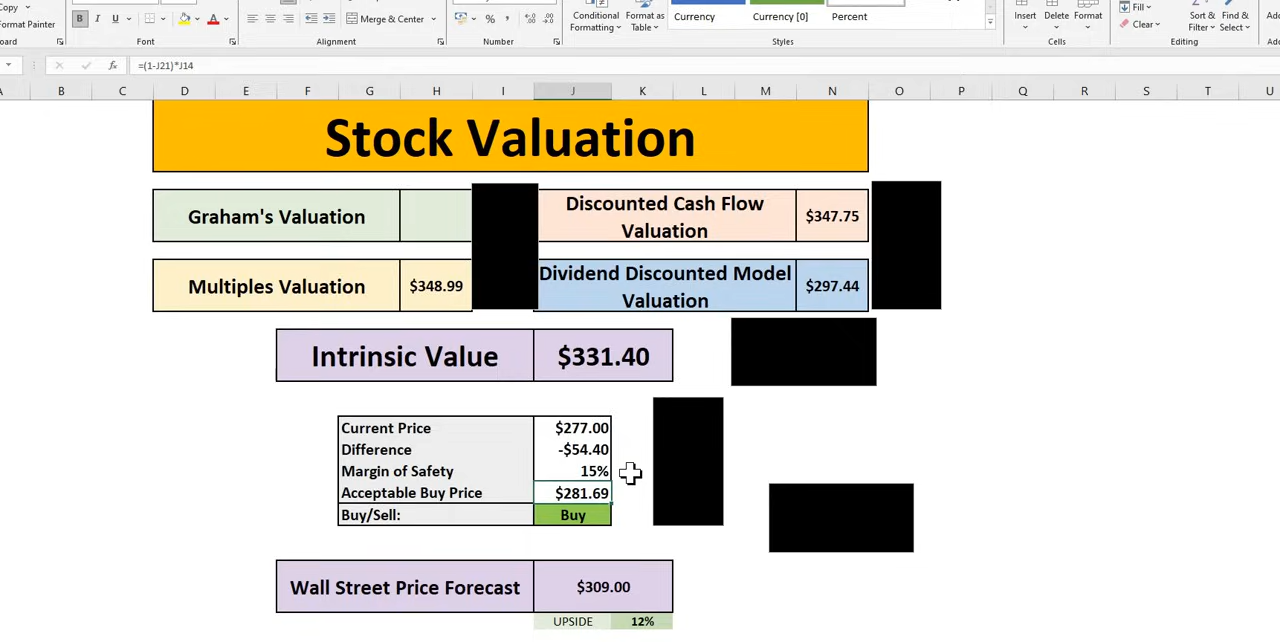 Copy
Format Painter
B I U
Merge & Center
% ,
Conditional Formatting
Format as Table
Currency
Currency [0]
Percent
Insert
Delete
Format
Fill
Clear
Sort & Filter
Find & Select
Font
Alignment
Number
Styles
Cells
Editing
fx =(1-J21)*J14
A B C D E F G H I J K L M N O P Q R S T U
Stock Valuation
Graham's Valuation
Discounted Cash Flow
Valuation
$347.75
Multiples Valuation
$348.99
Dividend Discounted Model
Valuation
$297.44
Intrinsic Value
$331.40
Current Price $277.00
Difference -$54.40
Margin of Safety 15%
Acceptable Buy Price $281.69
Buy/Sell: Buy
Wall Street Price Forecast
$309.00
UPSIDE 12%